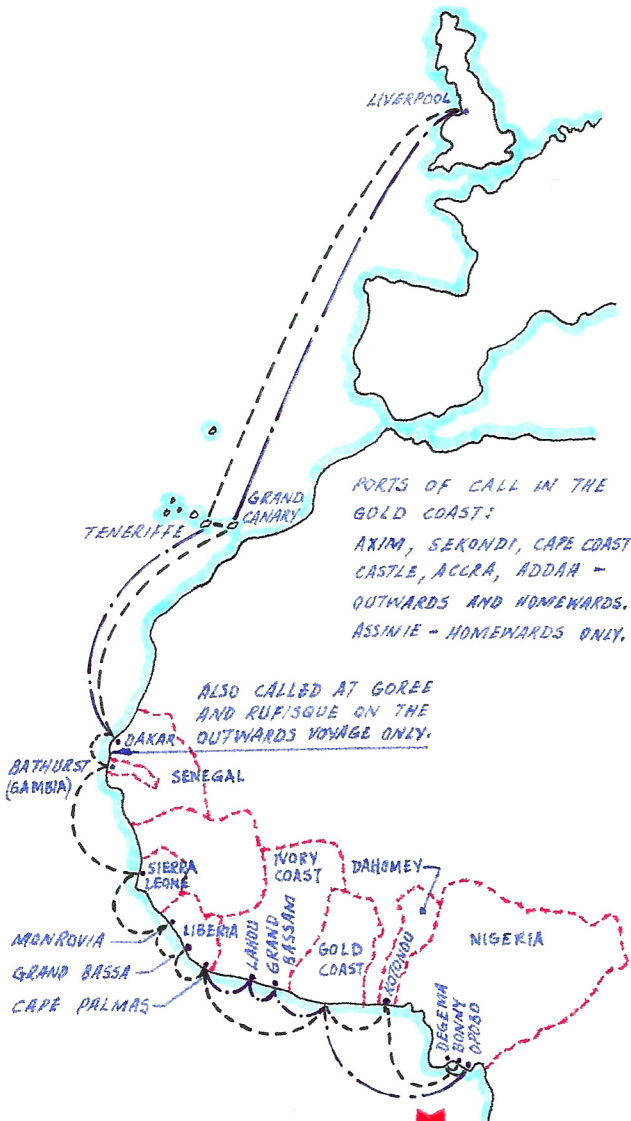 LIVERPOOL
GRAND
CANARY
TENERIFFE
PORTS OF CALL IN THE
GOLD COAST:
AXIM, SEKONDI, CAPE COAST
CASTLE, ACCRA, ADDAH –
OUTWARDS AND HOMEWARDS.
ASSINIE – HOMEWARDS ONLY.
ALSO CALLED AT GOREE
AND RUFISQUE ON THE
OUTWARDS VOYAGE ONLY.
DAKAR
BATHURST
(GAMBIA)
SENEGAL
SIERRA
LEONE
IVORY
COAST
DAHOMEY
MONROVIA
LIBERIA
LAHOU
GRAND
BASSAM
GOLD
COAST
KOTONOU
NIGERIA
GRAND BASSA
CAPE PALMAS
DEGEMA
BONNY
OPOBO